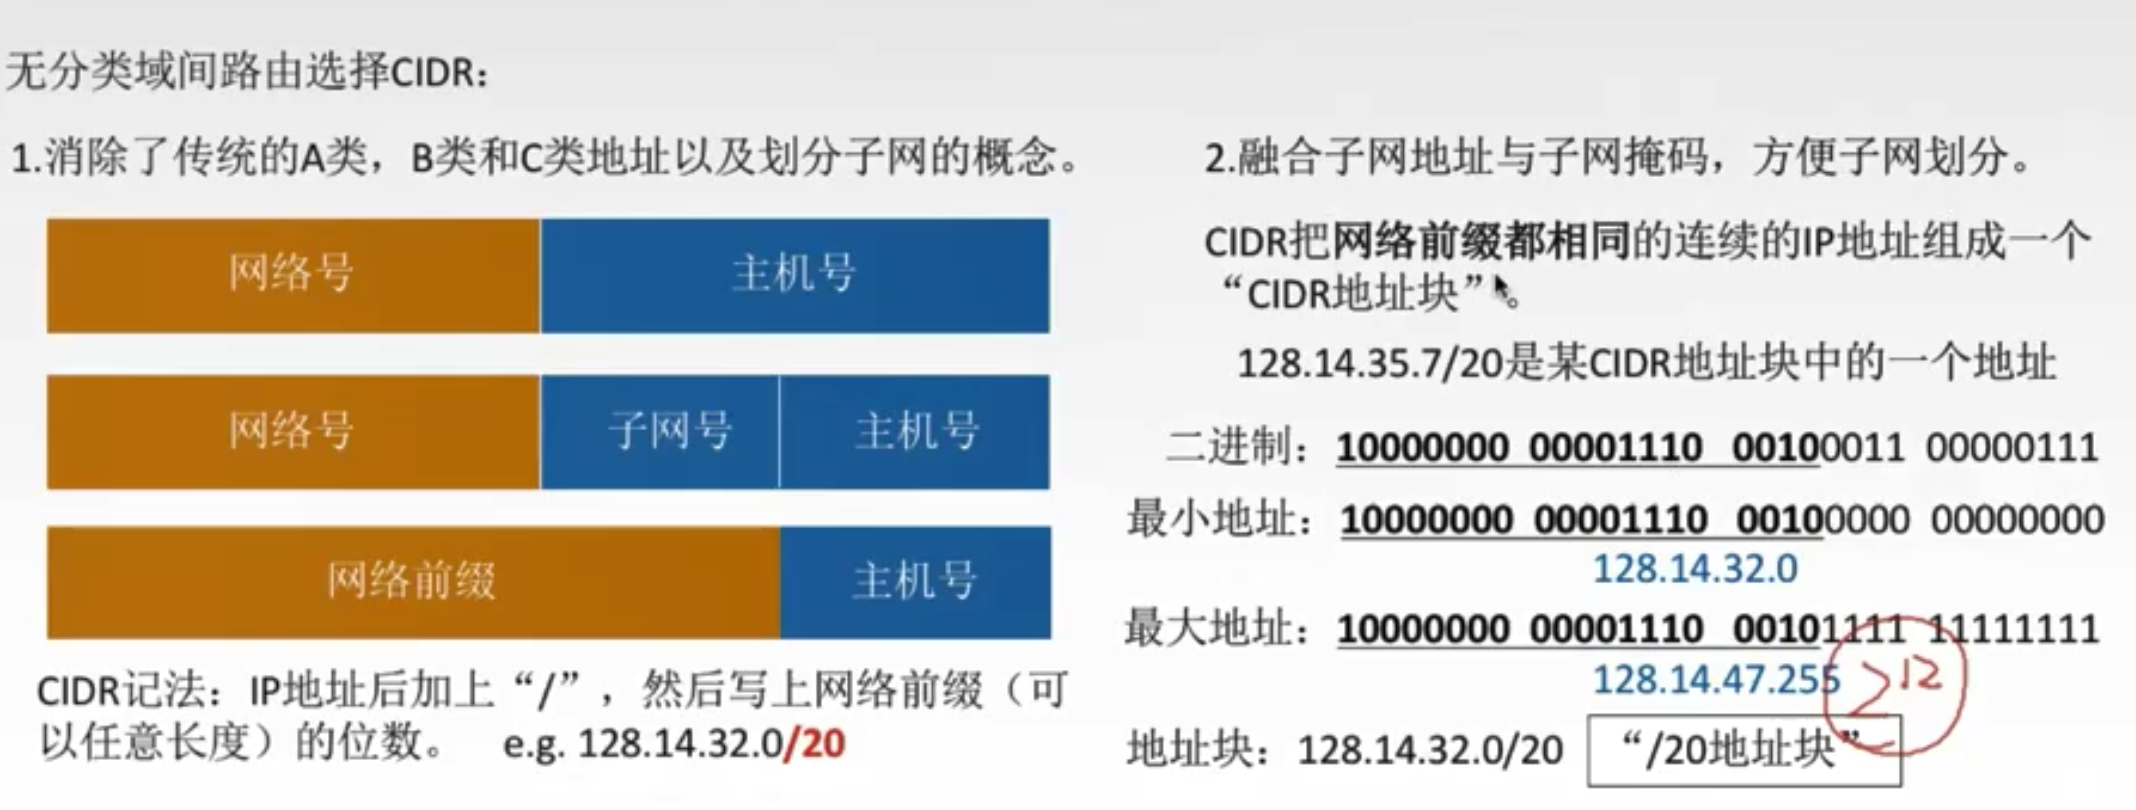 无分类域间路由选择CIDR：
1.消除了传统的A类，B类和C类地址以及划分子网的概念。
网络号 主机号
网络号 子网号 主机号
网络前缀 主机号
CIDR记法：IP地址后加上“/”，然后写上网络前缀（可
以任意长度）的位数。 e.g. 128.14.32.0/20
2.融合子网地址与子网掩码，方便子网划分。
CIDR把网络前缀都相同的连续的IP地址组成一个
“CIDR地址块”。
128.14.35.7/20是某CIDR地址块中的一个地址
二进制：10000000 00001110 00100011 00000111
最小地址：10000000 00001110 00100000 00000000
128.14.32.0
最大地址：10000000 00001110 00101111 11111111
128.14.47.255
2¹²
地址块：128.14.32.0/20 “/20地址块”